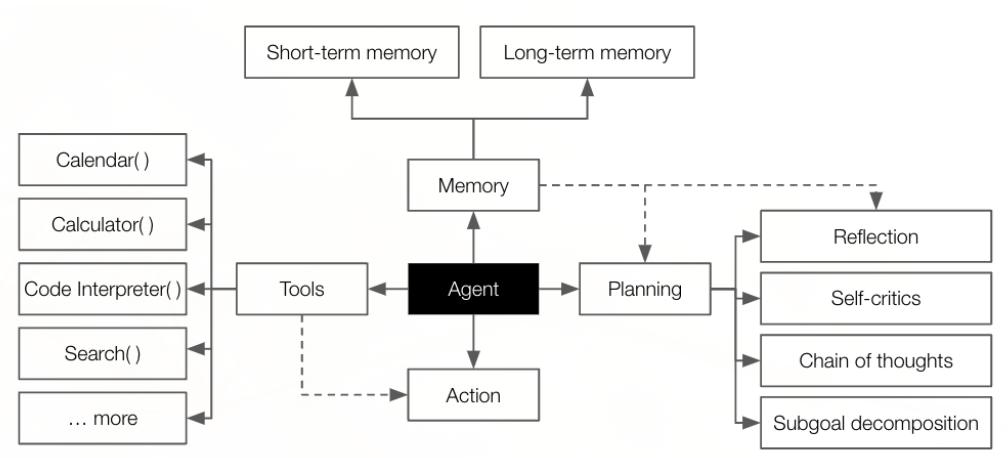 Short-term memory
Long-term memory
Calendar( )
Memory
Calculator( )
Reflection
Code Interpreter( )
Tools
Agent
Planning
Self-critics
Search( )
Chain of thoughts
Action
... more
Subgoal decomposition